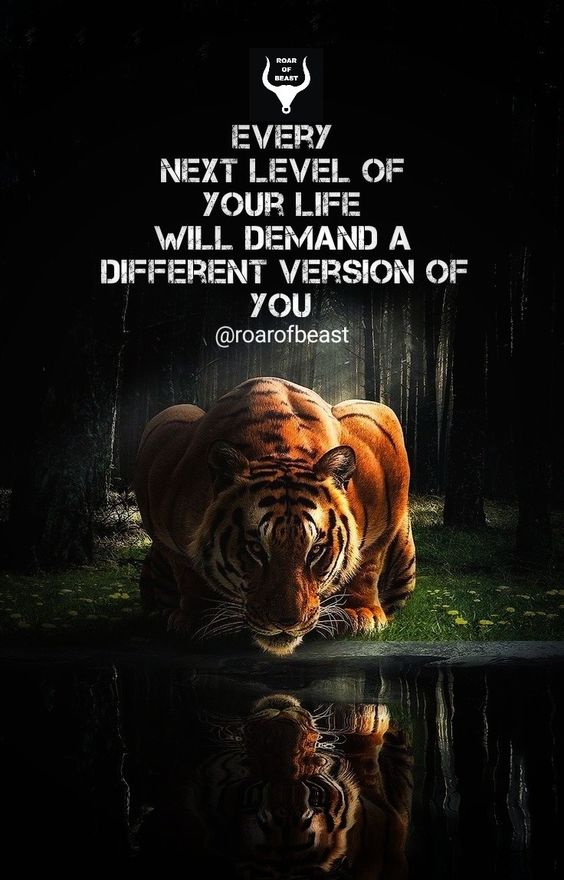 ROAR
OF
BEAST
EVERY
NEXT LEVEL OF
YOUR LIFE
WILL DEMAND A
DIFFERENT VERSION OF
YOU
@roarofbeast